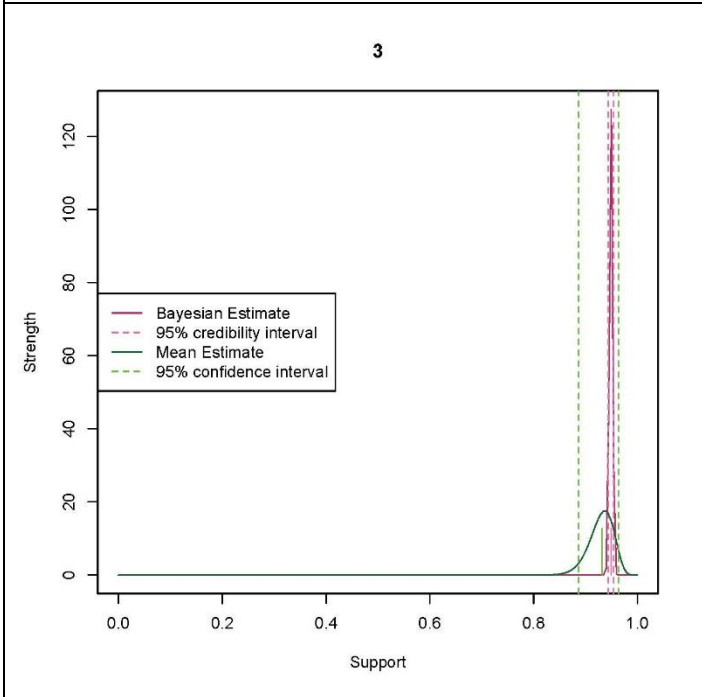 3
120
100
80
60
40
20
0
Strength
Bayesian Estimate
95% credibility interval
Mean Estimate
95% confidence interval
0.0 0.2 0.4 0.6 0.8 1.0
Support